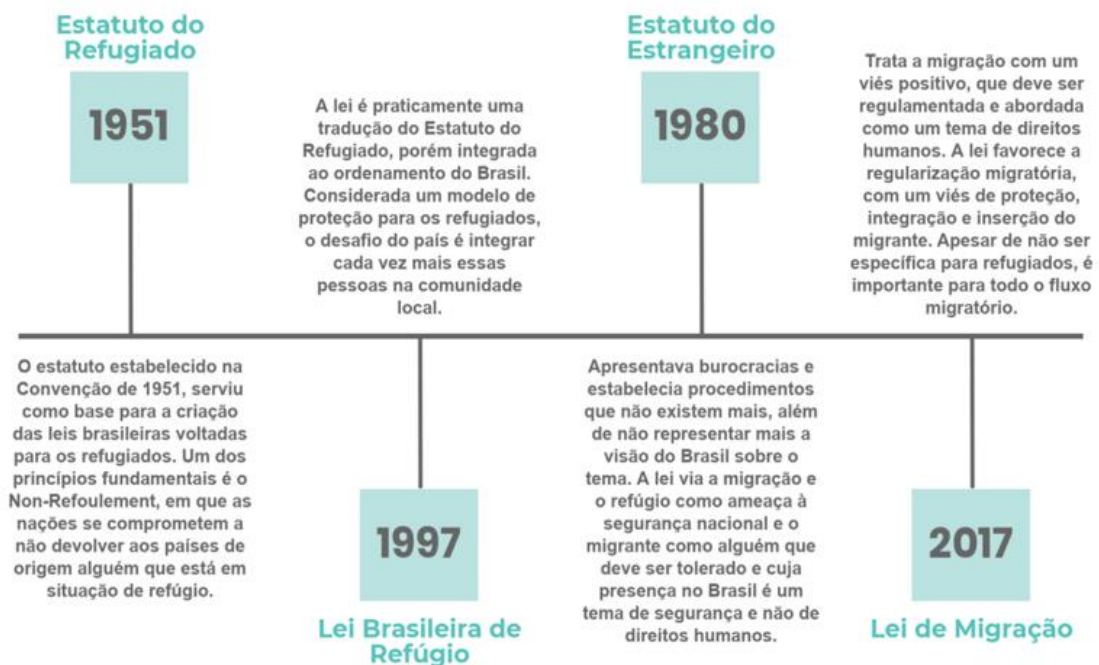 Estatuto do
Refugiado
1951
O estatuto estabelecido na
Convenção de 1951, serviu
como base para a criação
das leis brasileiras voltadas
para os refugiados. Um dos
princípios fundamentais é o
Non-Refoulement, em que as
nações se comprometem a
não devolver aos países de
origem alguém que está em
situação de refúgio.
A lei é praticamente uma
tradução do Estatuto do
Refugiado, porém integrada
ao ordenamento do Brasil.
Considerada um modelo de
proteção para os refugiados,
o desafio do país é integrar
cada vez mais essas
pessoas na comunidade
local.
1997
Lei Brasileira de
Refúgio
Estatuto do
Estrangeiro
1980
Apresentava burocracias e
estabelecia procedimentos
que não existem mais, além
de não representar mais a
visão do Brasil sobre o
tema. A lei via a migração e
o refúgio como ameaça à
segurança nacional e o
migrante como alguém que
deve ser tolerado e cuja
presença no Brasil é um
tema de segurança e não de
direitos humanos.
Trata a migração com um
viés positivo, que deve ser
regulamentada e abordada
como um tema de direitos
humanos. A lei favorece a
regularização migratória,
com um viés de proteção,
integração e inserção do
migrante. Apesar de não ser
específica para refugiados, é
importante para todo o fluxo
migratório.
2017
Lei de Migração